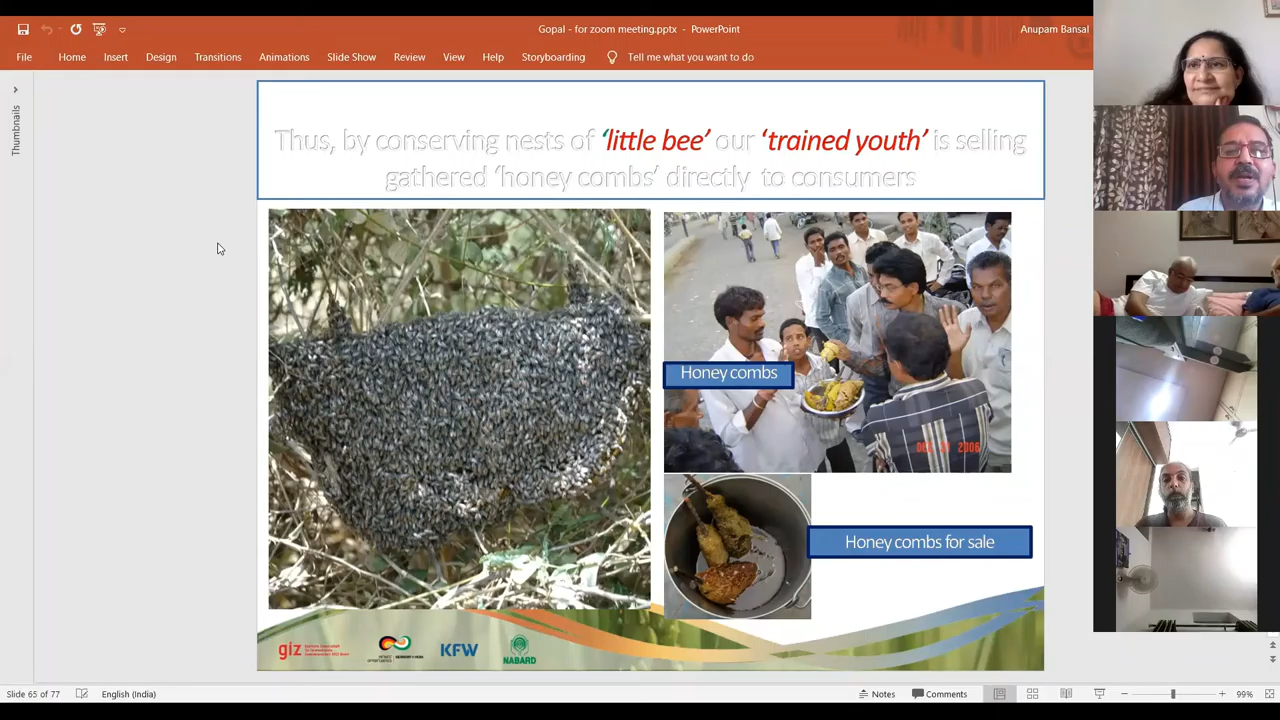 Gopal - for zoom meeting.pptx - PowerPoint
Anupam Bansal
File Home Insert Design Transitions Animations Slide Show Review View Help Storyboarding Tell me what you want to do
Thumbnails
Thus, by conserving nests of ‘little bee’ our ‘trained youth’ is selling
gathered ‘honey combs’ directly to consumers
Honey combs
Honey combs for sale
giz
KFW
NABARD
Slide 65 of 77 English (India) Notes Comments 99%